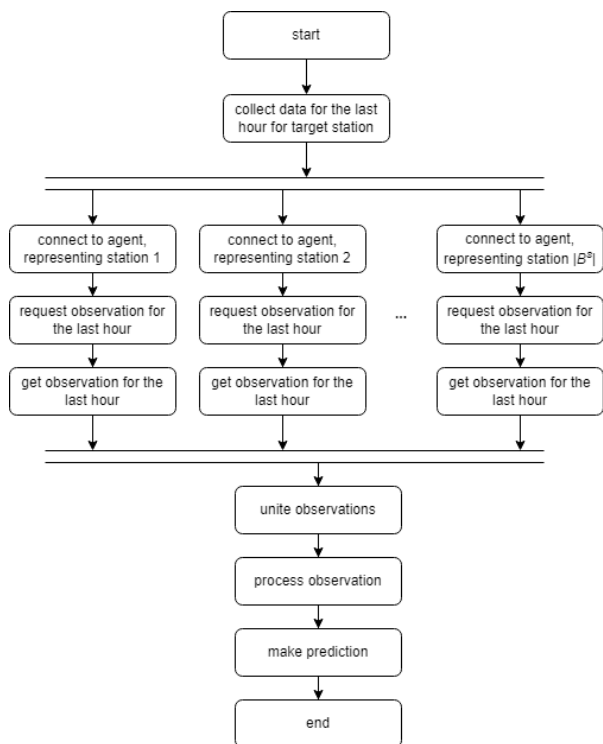 start
collect data for the last
hour for target station
connect to agent,
representing station 1
connect to agent,
representing station 2
connect to agent,
representing station |Bˢ|
request observation for
the last hour
request observation for
the last hour
...
request observation for
the last hour
get observation for the
last hour
get observation for the
last hour
get observation for the
last hour
unite observations
process observation
make prediction
end